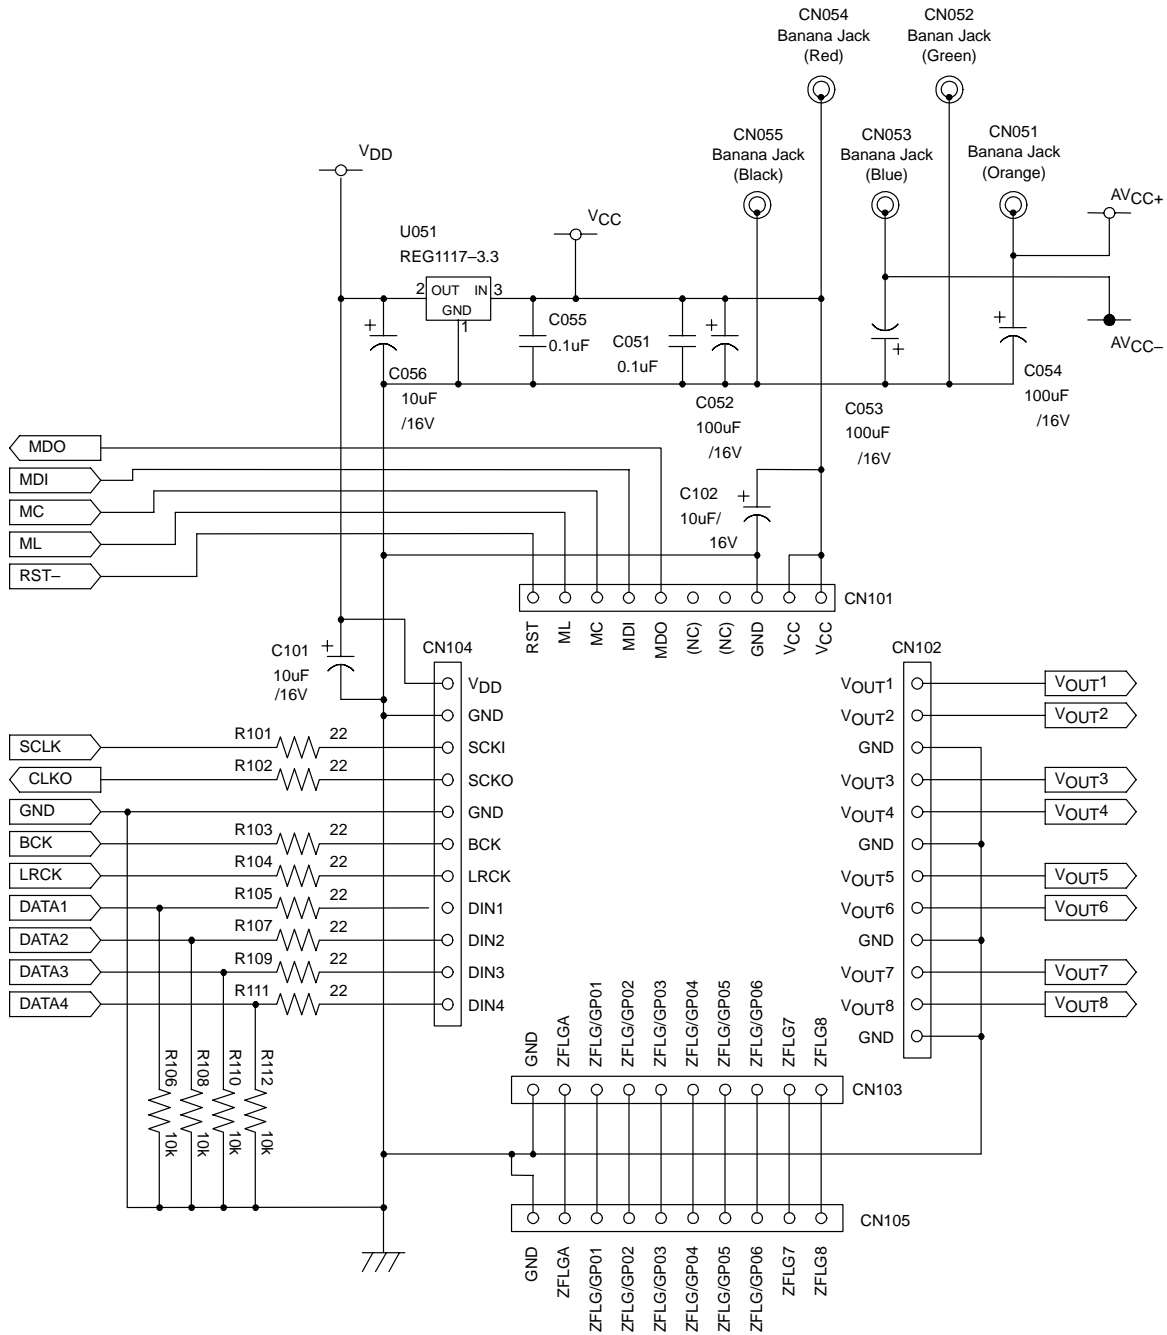 CN054
Banana Jack
(Red)
CN052
Banan Jack
(Green)
CN055
Banana Jack
(Black)
CN053
Banana Jack
(Blue)
CN051
Banana Jack
(Orange)
VDD
VCC
AVCC+
AVCC–
U051
REG1117–3.3
2 OUT IN 3
GND
1
+
C056
10uF
/16V
C055
0.1uF
C051
0.1uF
+
C052
100uF
/16V
+
C053
100uF
/16V
+
C054
100uF
/16V
MDO
MDI
MC
ML
RST–
+
C102
10uF/
16V
CN101
RST
ML
MC
MDI
MDO
(NC)
(NC)
GND
VCC
VCC
+
C101
10uF
/16V
CN104
VDD
GND
SCKI
SCKO
GND
BCK
LRCK
DIN1
DIN2
DIN3
DIN4
SCLK
CLKO
GND
BCK
LRCK
DATA1
DATA2
DATA3
DATA4
R101 22
R102 22
R103 22
R104 22
R105 22
R107 22
R109 22
R111 22
R106
10k
R108
10k
R110
10k
R112
10k
CN102
VOUT1
VOUT2
GND
VOUT3
VOUT4
GND
VOUT5
VOUT6
GND
VOUT7
VOUT8
GND
VOUT1
VOUT2
VOUT3
VOUT4
VOUT5
VOUT6
VOUT7
VOUT8
GND
ZFLGA
ZFLG/GP01
ZFLG/GP02
ZFLG/GP03
ZFLG/GP04
ZFLG/GP05
ZFLG/GP06
ZFLG7
ZFLG8
CN103
CN105
GND
ZFLGA
ZFLG/GP01
ZFLG/GP02
ZFLG/GP03
ZFLG/GP04
ZFLG/GP05
ZFLG/GP06
ZFLG7
ZFLG8